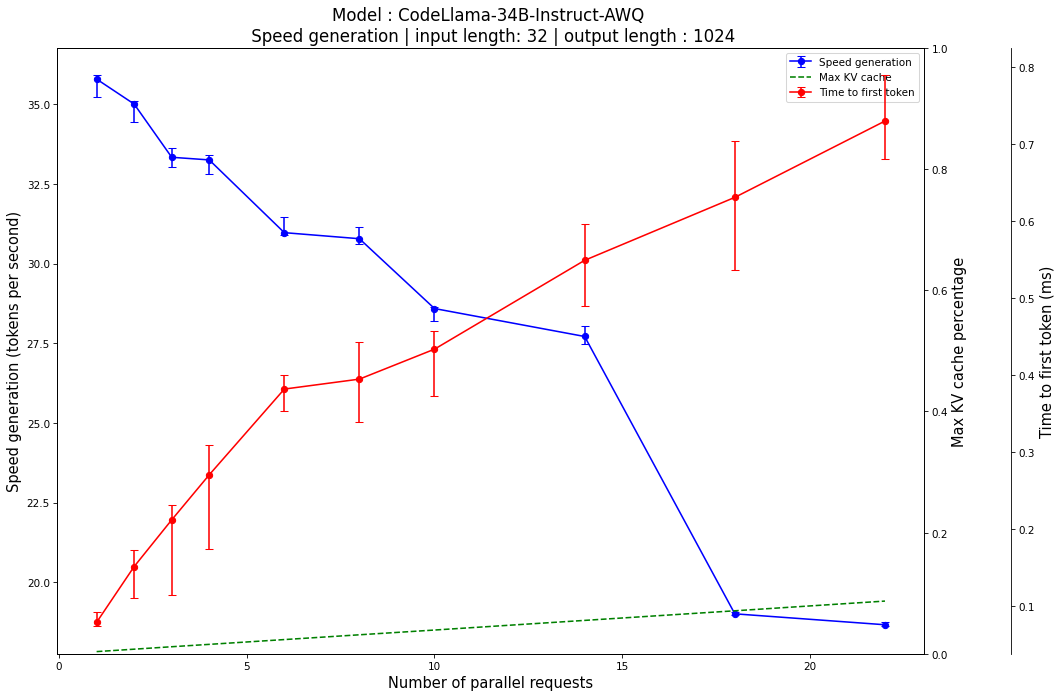 Model : CodeLlama-34B-Instruct-AWQ
Speed generation | input length: 32 | output length : 1024
Speed generation
Max KV cache
Time to first token
Speed generation (tokens per second)
35.0
32.5
30.0
27.5
25.0
22.5
20.0
0
5
10
15
20
Number of parallel requests
1.0
0.8
0.6
0.4
0.2
0.0
Max KV cache percentage
0.8
0.7
0.6
0.5
0.4
0.3
0.2
0.1
Time to first token (ms)